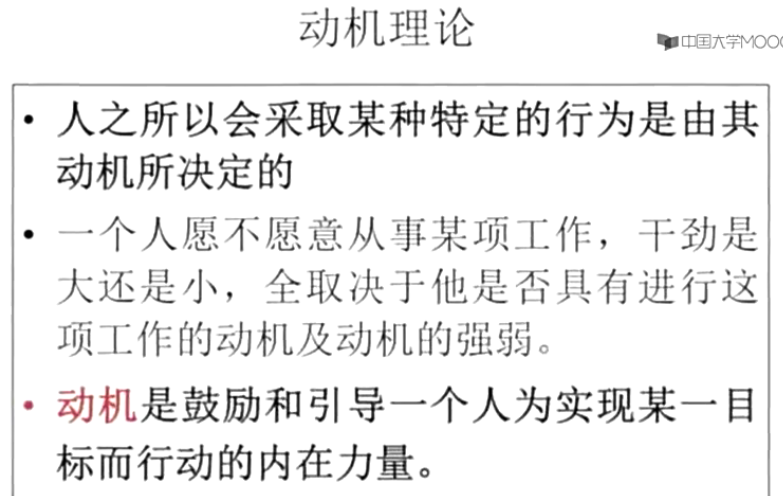 动机理论
中国大学MOOC
• 人之所以会采取某种特定的行为是由其
动机所决定的
• 一个人愿不愿意从事某项工作，干劲是
大还是小，全取决于他是否具有进行这
项工作的动机及动机的强弱。
• 动机是鼓励和引导一个人为实现某一目
标而行动的内在力量。